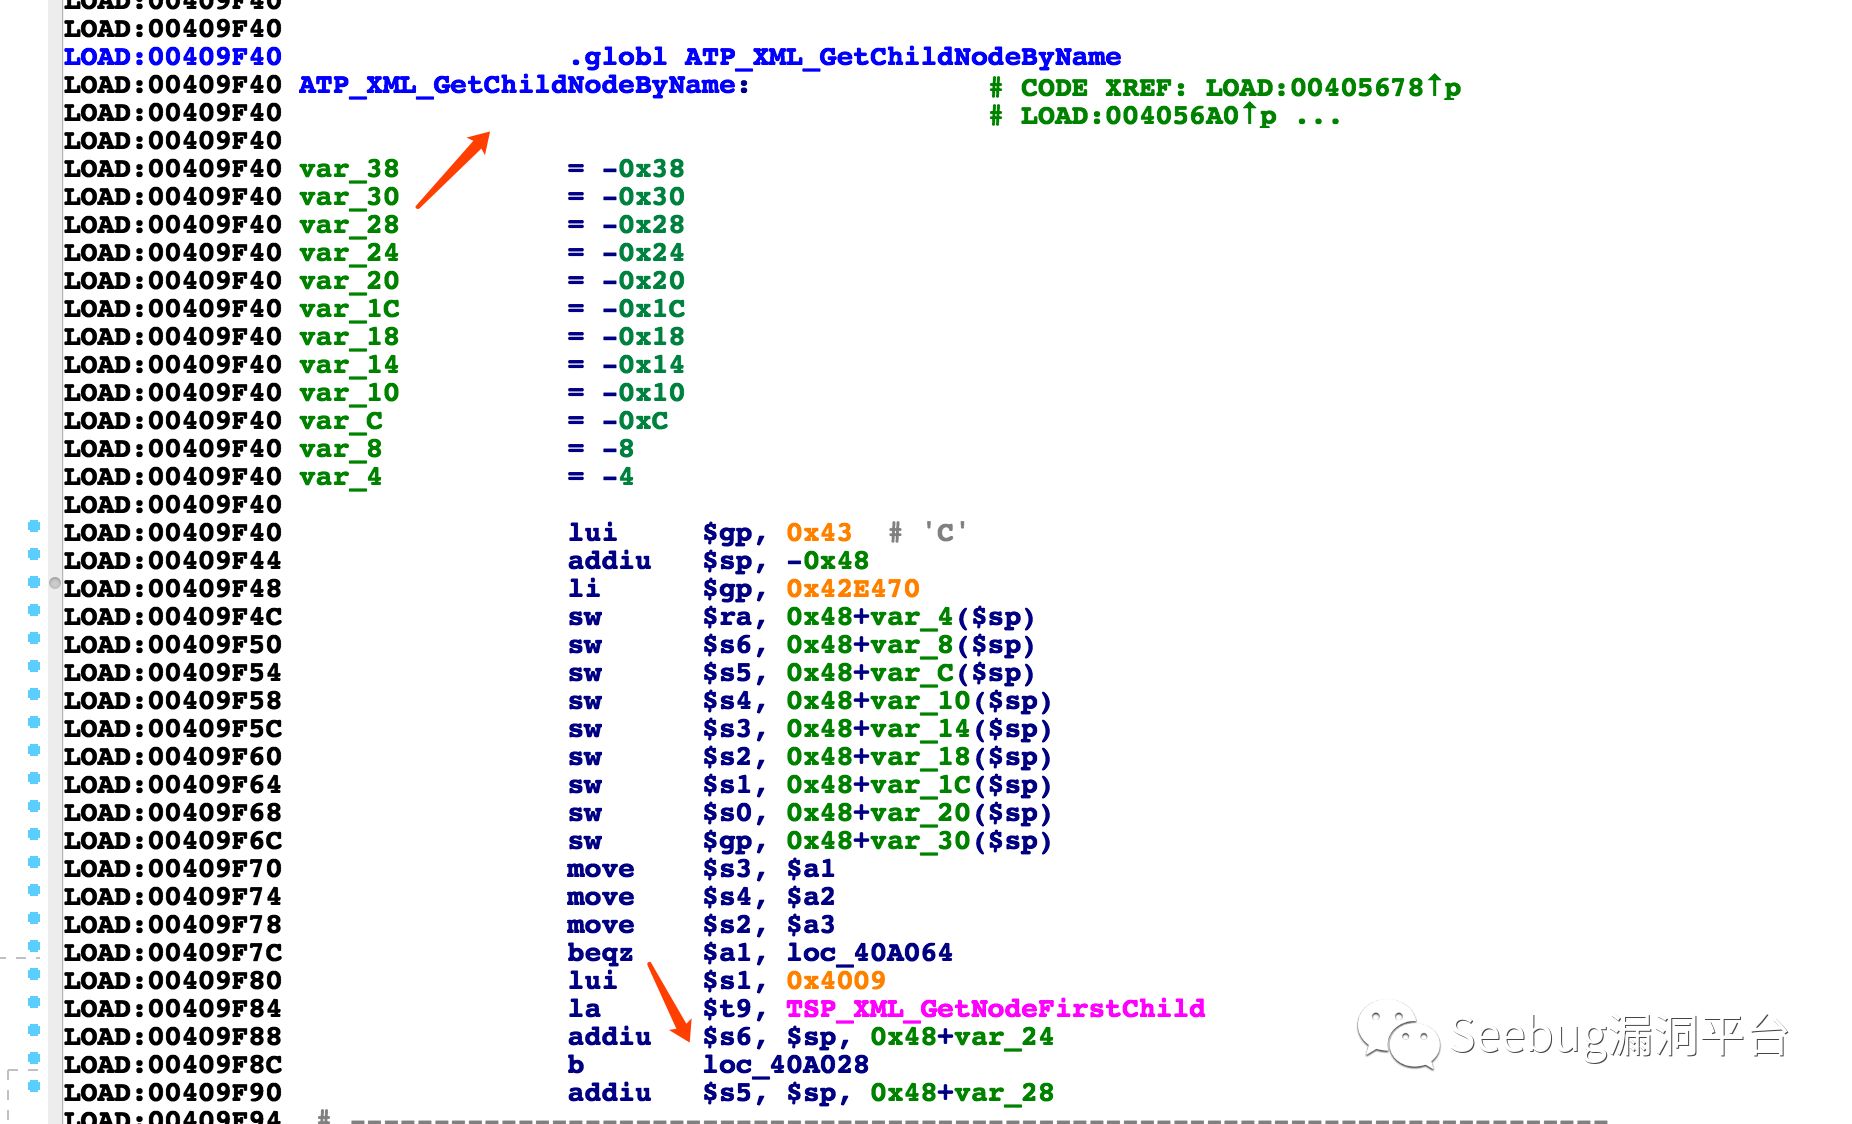 LOAD:00409F40
LOAD:00409F40
LOAD:00409F40 .globl ATP_XML_GetChildNodeByName
LOAD:00409F40 ATP_XML_GetChildNodeByName: # CODE XREF: LOAD:00405678↑p
LOAD:00409F40 # LOAD:004056A0↑p ...
LOAD:00409F40
LOAD:00409F40 var_38 = -0x38
LOAD:00409F40 var_30 = -0x30
LOAD:00409F40 var_28 = -0x28
LOAD:00409F40 var_24 = -0x24
LOAD:00409F40 var_20 = -0x20
LOAD:00409F40 var_1C = -0x1C
LOAD:00409F40 var_18 = -0x18
LOAD:00409F40 var_14 = -0x14
LOAD:00409F40 var_10 = -0x10
LOAD:00409F40 var_C = -0xC
LOAD:00409F40 var_8 = -8
LOAD:00409F40 var_4 = -4
LOAD:00409F40
LOAD:00409F40 lui $gp, 0x43 # 'C'
LOAD:00409F44 addiu $sp, -0x48
LOAD:00409F48 li $gp, 0x42E470
LOAD:00409F4C sw $ra, 0x48+var_4($sp)
LOAD:00409F50 sw $s6, 0x48+var_8($sp)
LOAD:00409F54 sw $s5, 0x48+var_C($sp)
LOAD:00409F58 sw $s4, 0x48+var_10($sp)
LOAD:00409F5C sw $s3, 0x48+var_14($sp)
LOAD:00409F60 sw $s2, 0x48+var_18($sp)
LOAD:00409F64 sw $s1, 0x48+var_1C($sp)
LOAD:00409F68 sw $s0, 0x48+var_20($sp)
LOAD:00409F6C sw $gp, 0x48+var_30($sp)
LOAD:00409F70 move $s3, $a1
LOAD:00409F74 move $s4, $a2
LOAD:00409F78 move $s2, $a3
LOAD:00409F7C beqz $a1, loc_40A064
LOAD:00409F80 lui $s1, 0x4009
LOAD:00409F84 la $t9, TSP_XML_GetNodeFirstChild
LOAD:00409F88 addiu $s6, $sp, 0x48+var_24
LOAD:00409F8C b loc_40A028
LOAD:00409F90 addiu $s5, $sp, 0x48+var_28
LOAD:00409F94 # ---------------------------------------------------------------------------
Seebug漏洞平台